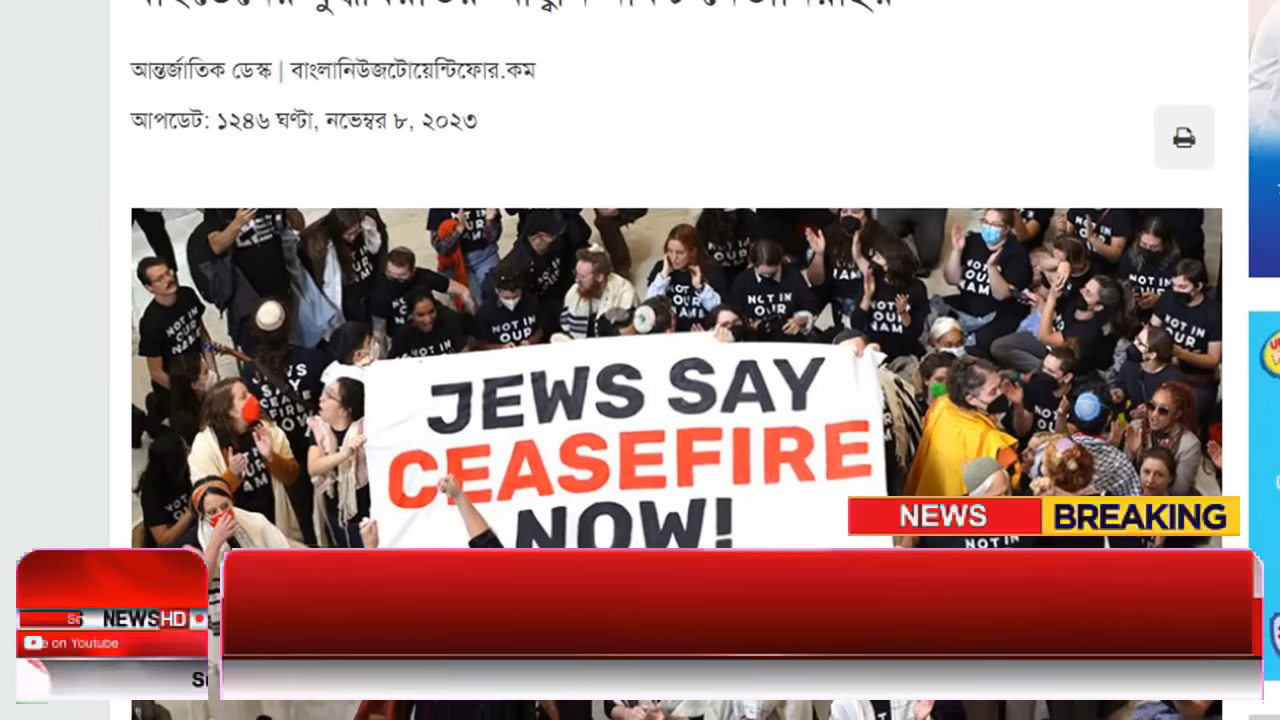 আন্তর্জাতিক ডেস্ক | বাংলানিউজটোয়েন্টিফোর.কম
আপডেট: ১২৪৬ ঘণ্টা, নভেম্বর ৮, ২০২৩
NOT IN OUR NAM
JEWS SAY
CEASEFIRE
NOW!
NEWS BREAKING
NEWS HD
on Youtube